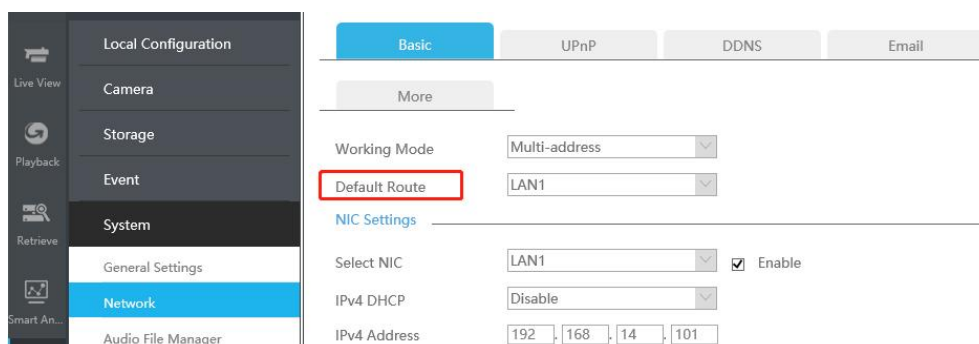 Live View
Playback
Retrieve
Smart An...
Local Configuration
Camera
Storage
Event
System
General Settings
Network
Audio File Manager
Basic UPnP DDNS Email
More
Working Mode Multi-address
Default Route LAN1
NIC Settings
Select NIC LAN1 Enable
IPv4 DHCP Disable
IPv4 Address 192 . 168 . 14 . 101